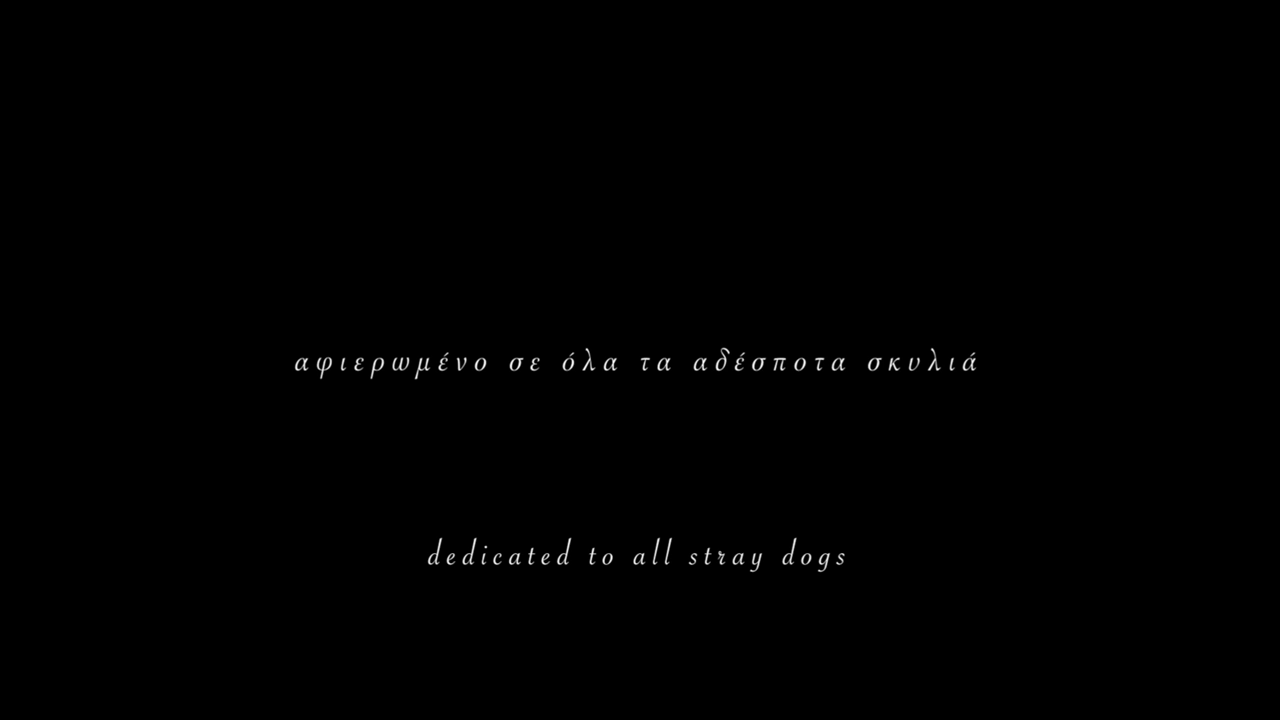 αφιερωμένο σε όλα τα αδέσποτα σκυλιά
dedicated to all stray dogs